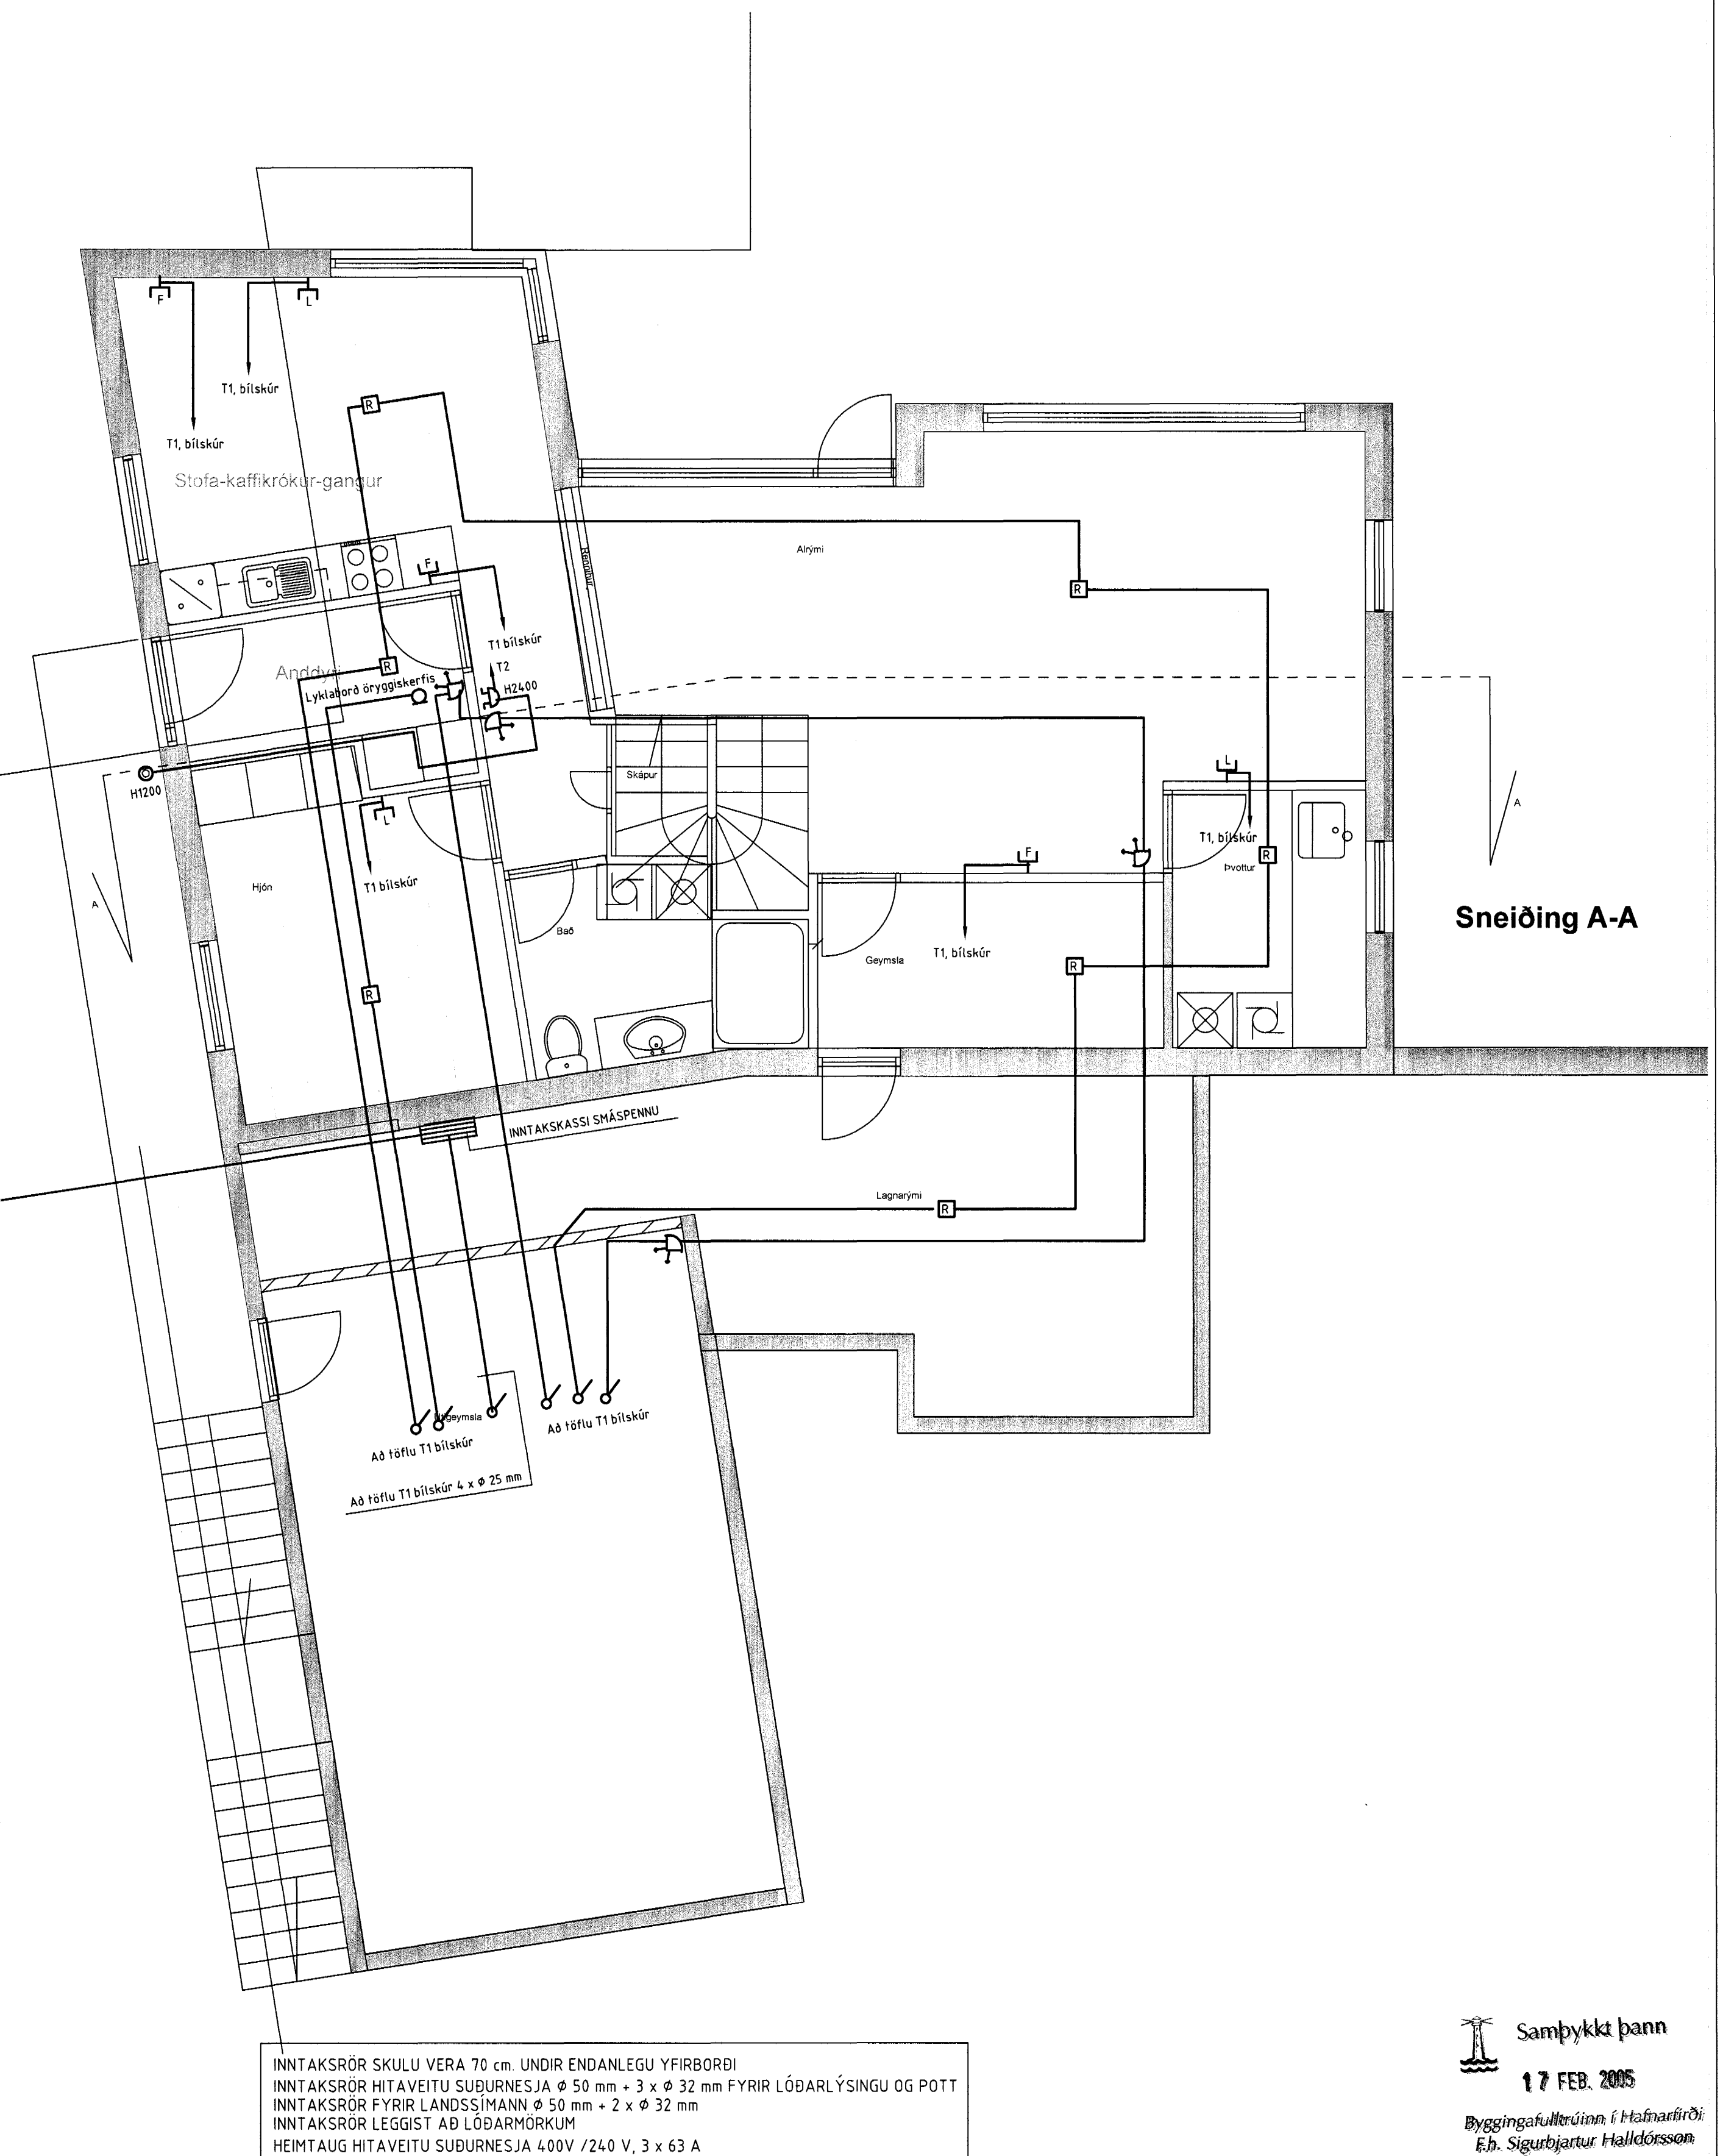 F
L
T1, bílskúr
T1, bílskúr
R
Stofa-kaffikrókur-gangur
Alrými
F
R
T1 bílskúr
R
Anddyri
T2
Lyklaborð öryggiskerfis
H2400
H1200
Skápur
L
L
T1, bílskúr
A
A
F
R
Þvottur
T1 bílskúr
Hjón
Bað
Geymsla
T1, bílskúr
R
R
Sneiðing A-A
INNTAKSKASSI SMÁSPENNU
Lagnarými
R
Útigeymsla
Að töflu T1 bílskúr
Að töflu T1 bílskúr
Að töflu T1 bílskúr 4 x Φ 25 mm
INNTAKSRÖR SKULU VERA 70 cm. UNDIR ENDANLEGU YFIRBORÐI
INNTAKSRÖR HITAVEITU SUÐURNESJA Φ 50 mm + 3 x Φ 32 mm FYRIR LÓÐARLÝSINGU OG POTT
INNTAKSRÖR FYRIR LANDSSÍMANN Φ 50 mm + 2 x Φ 32 mm
INNTAKSRÖR LEGGIST AÐ LÓÐARMÖRKUM
HEIMTAUG HITAVEITU SUÐURNESJA 400V /240 V, 3 x 63 A
Samþykkt þann
17 FEB. 2005
Byggingafulltrúinn í Hafnarfirði
F.h. Sigurbjartur Halldórsson